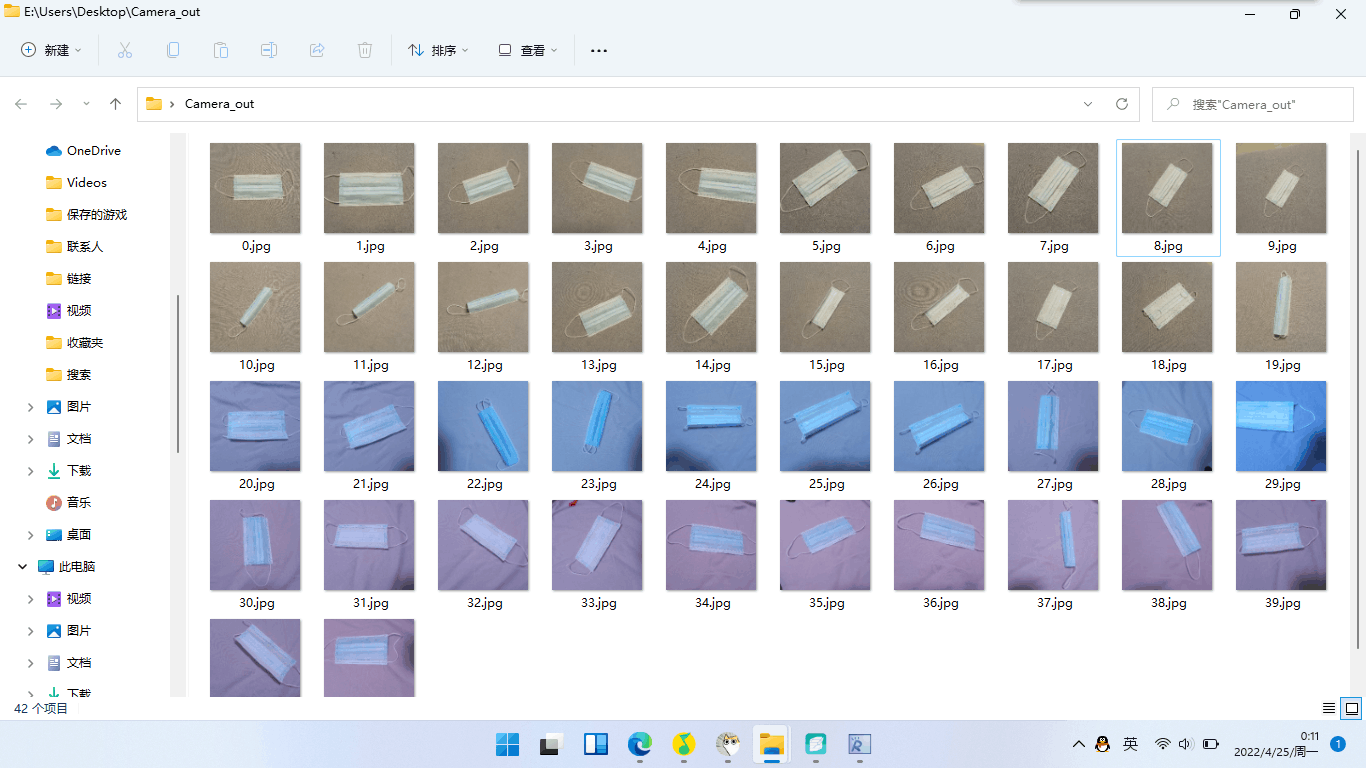 E:\Users\Desktop\Camera_out
新建
排序
查看
Camera_out
搜索"Camera_out"
OneDrive
Videos
保存的游戏
联系人
链接
视频
收藏夹
搜索
图片
文档
下载
音乐
桌面
此电脑
视频
图片
文档
下载
0.jpg 1.jpg 2.jpg 3.jpg 4.jpg 5.jpg 6.jpg 7.jpg 8.jpg 9.jpg
10.jpg 11.jpg 12.jpg 13.jpg 14.jpg 15.jpg 16.jpg 17.jpg 18.jpg 19.jpg
20.jpg 21.jpg 22.jpg 23.jpg 24.jpg 25.jpg 26.jpg 27.jpg 28.jpg 29.jpg
30.jpg 31.jpg 32.jpg 33.jpg 34.jpg 35.jpg 36.jpg 37.jpg 38.jpg 39.jpg
42 个项目
英
0:11
2022/4/25/周一
1